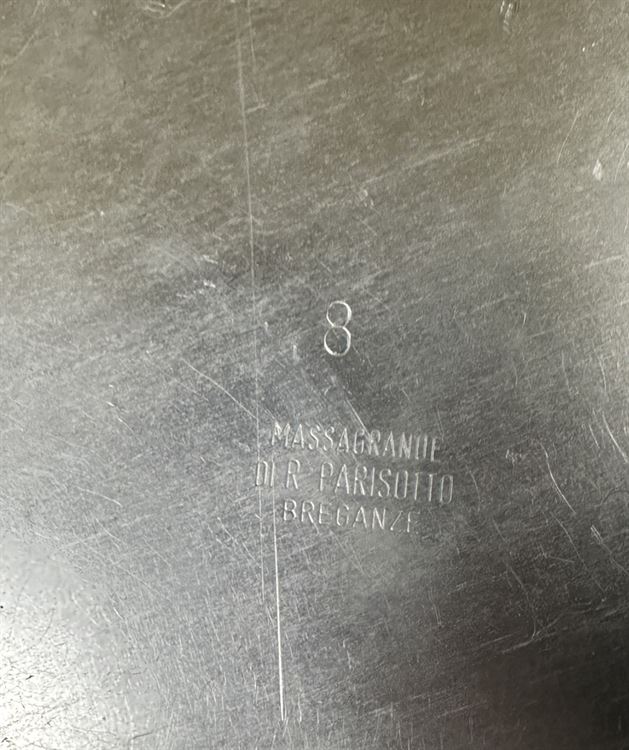 8
MASSAGRANDE
DI R. PARISOTTO
BREGANZE